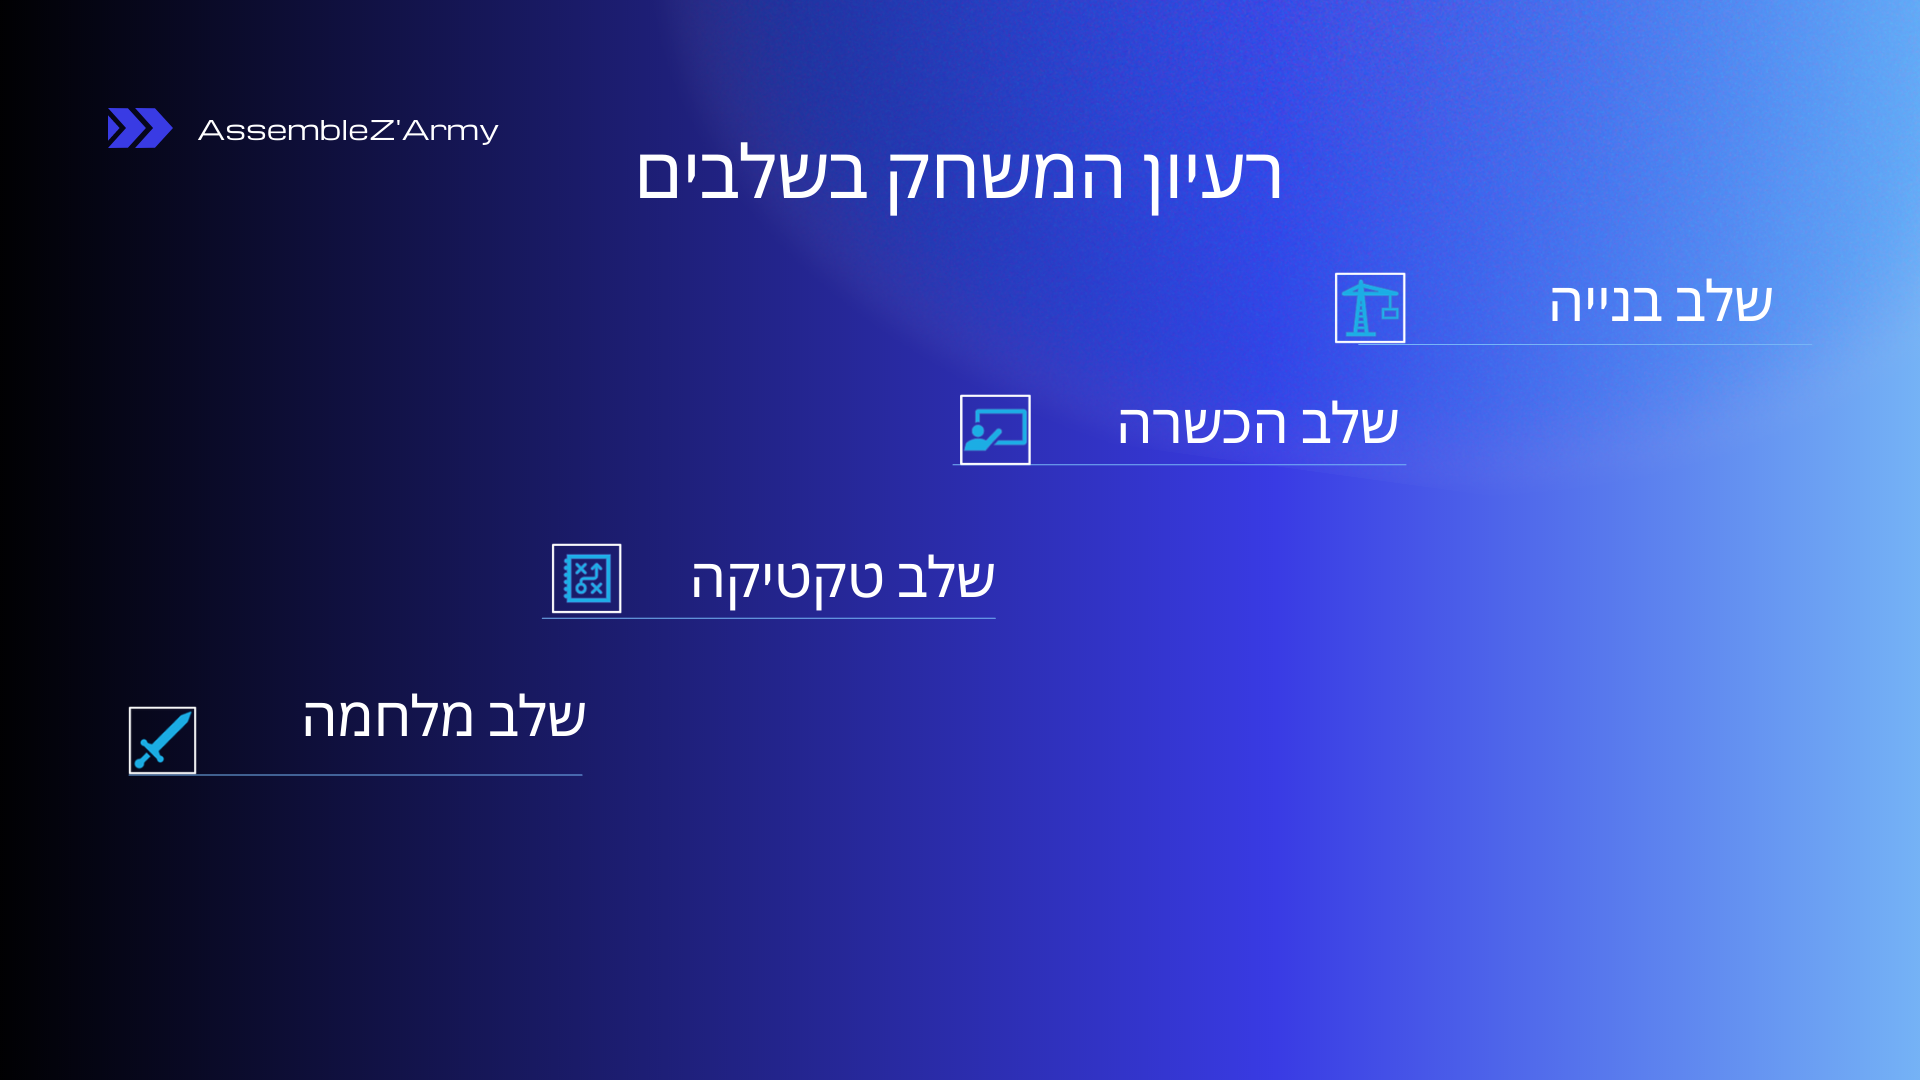 AssembleZ'Army
רעיון המשחק בשלבים
שלב בנייה
שלב הכשרה
שלב טקטיקה
שלב מלחמה